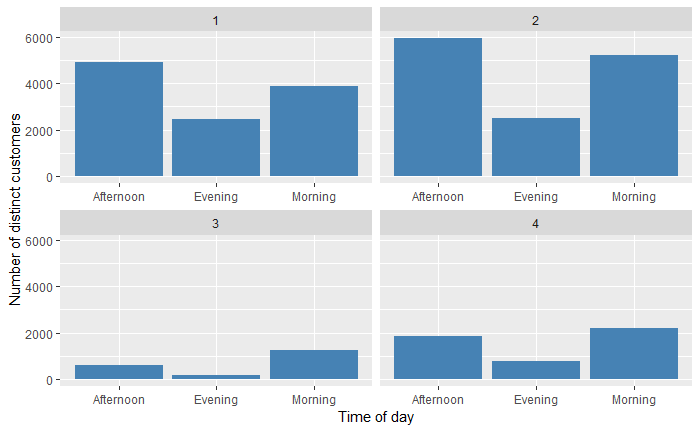 1
2
Number of distinct customers
6000
4000
2000
0
Afternoon Evening Morning
Afternoon Evening Morning
3
4
6000
4000
2000
0
Afternoon Evening Morning
Afternoon Evening Morning
Time of day